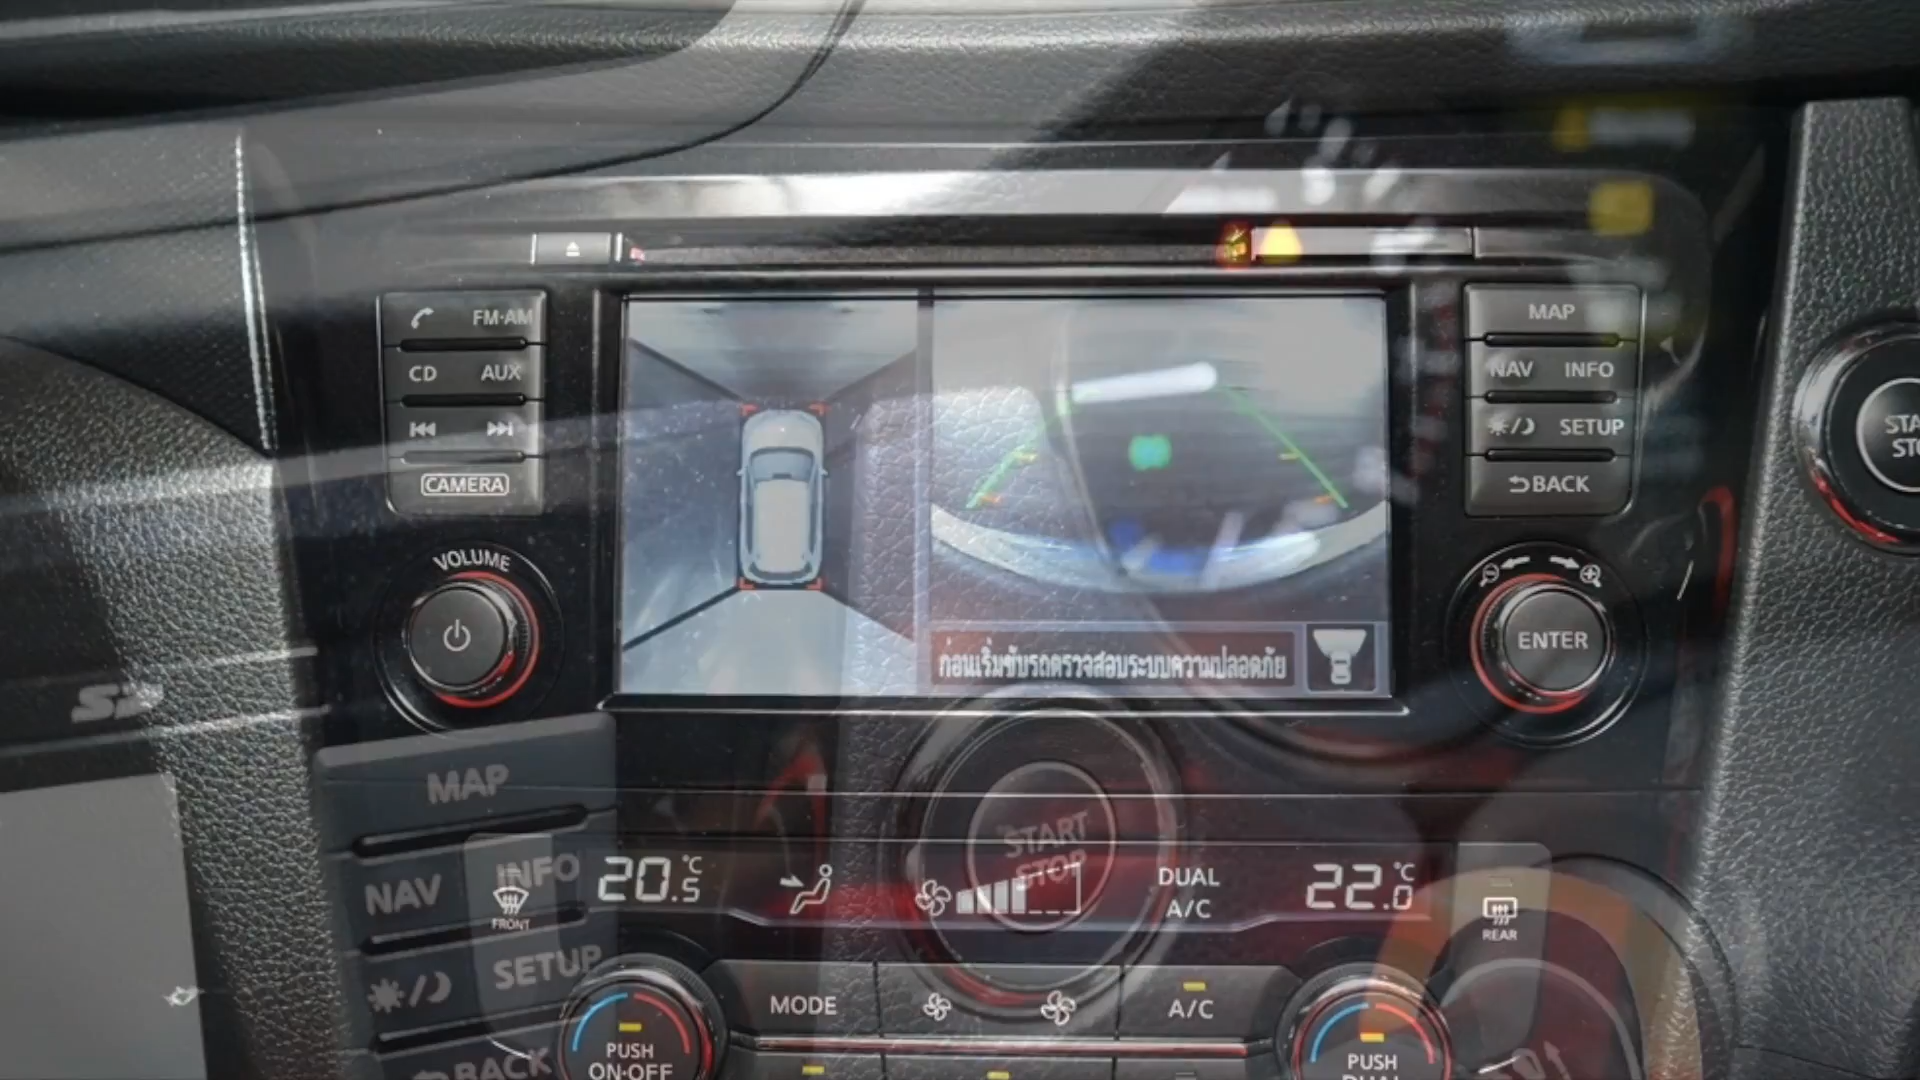 FM·AM
CD AUX
CAMERA
VOLUME
MAP
NAV INFO
SETUP
BACK
ENTER
ก่อนเริ่มขับรถตรวจสอบระบบความปลอดภัย
SD
MAP
NAV INFO
SETUP
BACK
START
STOP
FRONT
20.5 °C
DUAL
A/C
22.0 °C
REAR
MODE
A/C
PUSH
ON·OFF
PUSH
DUAL